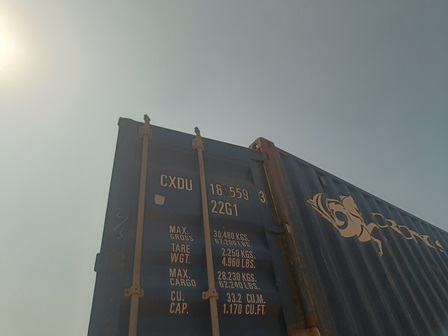 CXDU 16 559 3
22G1
MAX. GROSS 30.480 KGS. 67.200 LBS.
TARE WGT. 2.250 KGS. 4.960 LBS.
MAX. CARGO 28.230 KGS. 62.240 LBS.
CU. CAP. 33.2 CU.M. 1.170 CU.FT.
CRONOS